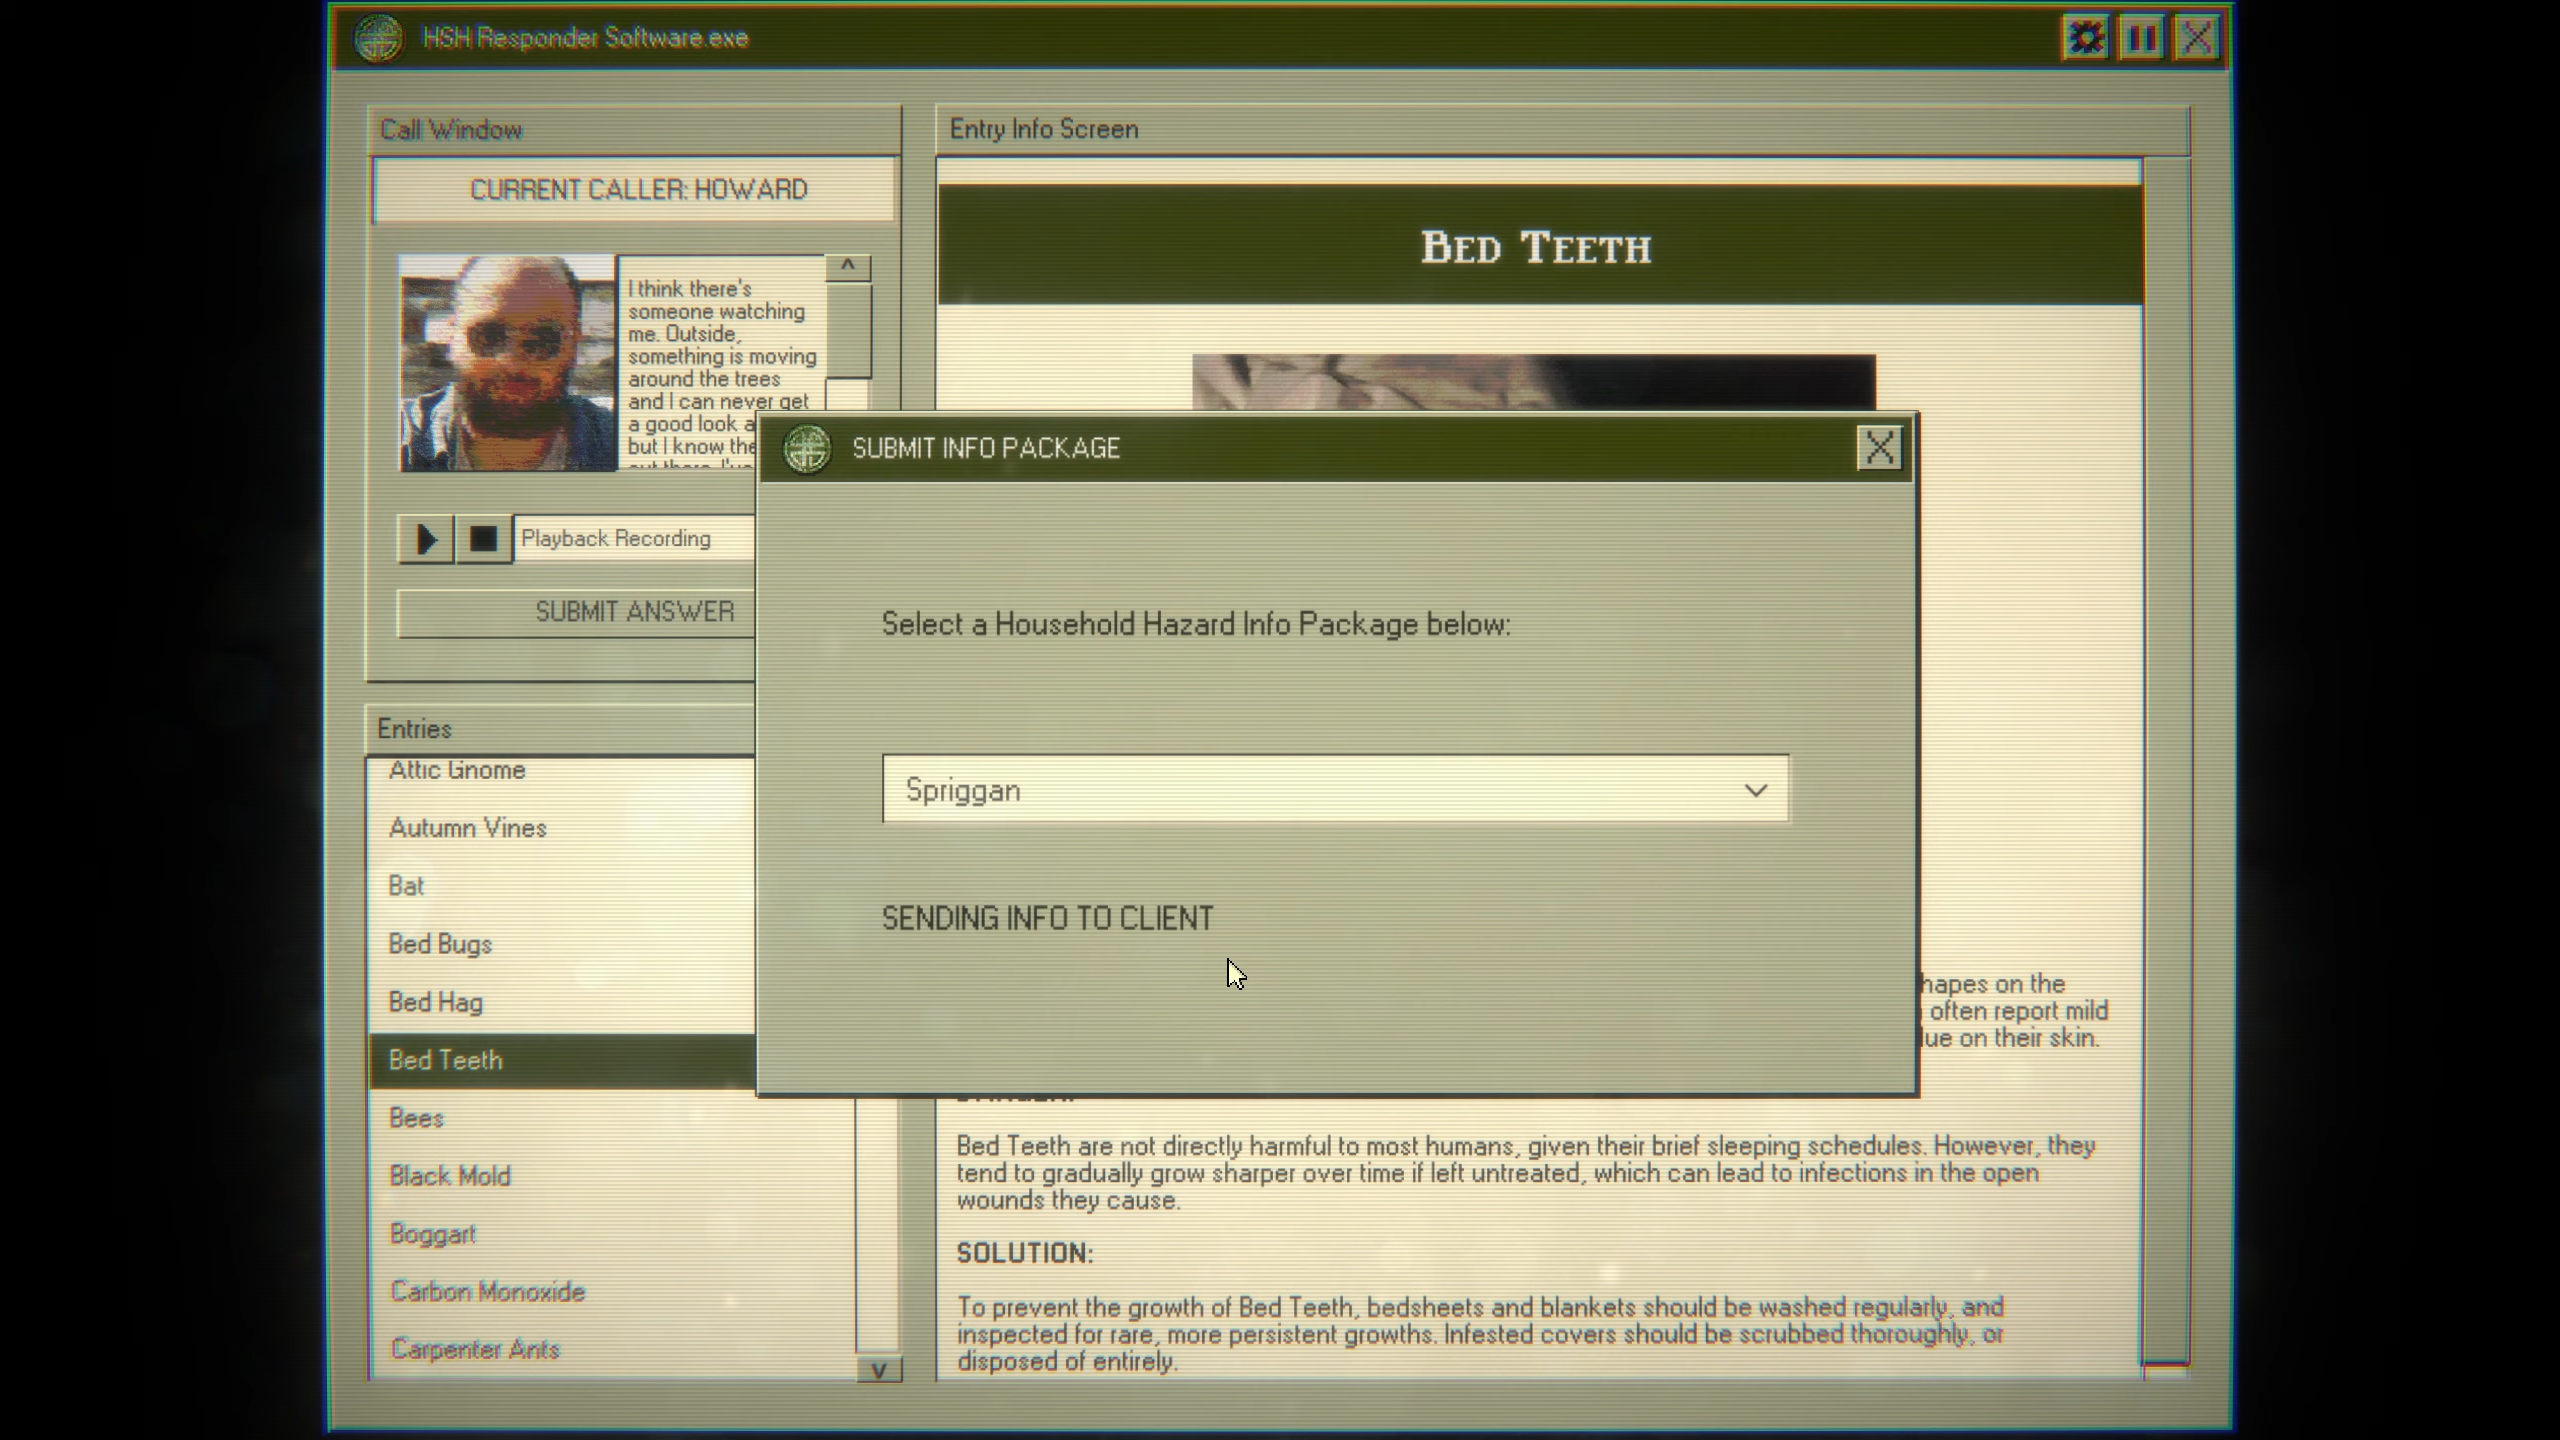 HSH Responder Software.exe
Call Window
CURRENT CALLER: HOWARD
I think there's
someone watching
me. Outside,
something is moving
around the trees
and I can never get
a good look
but I know
Playback Recording
SUBMIT ANSWER
Entries
Attic Gnome
Autumn Vines
Bat
Bed Bugs
Bed Hag
Bed Teeth
Bees
Black Mold
Boggart
Carbon Monoxide
Carpenter Ants
Entry Info Screen
BED TEETH
SUBMIT INFO PACKAGE
Select a Household Hazard Info Package below:
Spriggan
SENDING INFO TO CLIENT
on the
often report mild
on their skin.
Bed Teeth are not directly harmful to most humans, given their brief sleeping schedules. However, they
tend to gradually grow sharper over time if left untreated, which can lead to infections in the open
wounds they cause.
SOLUTION:
To prevent the growth of Bed Teeth, bedsheets and blankets should be washed regularly, and
inspected for rare, more persistent growths. Infested covers should be scrubbed thoroughly, or
disposed of entirely.